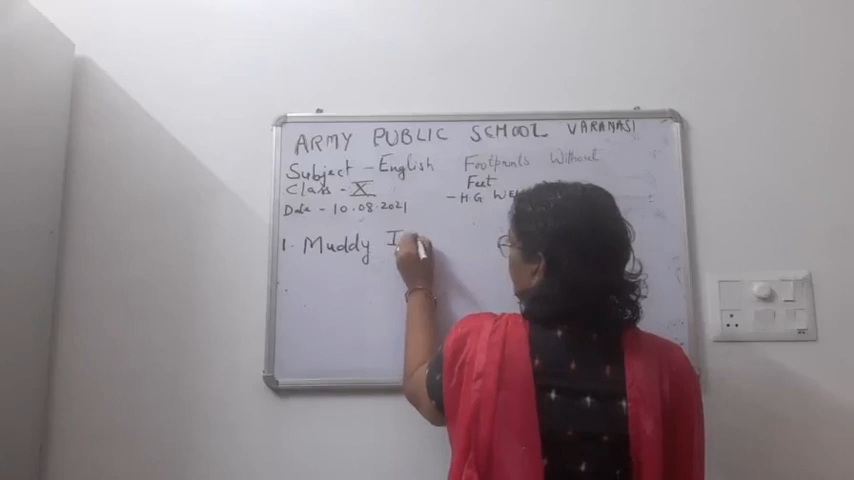 ARMY PUBLIC SCHOOL VARANASI
Subject - English
Footprints Without
Class - X
Feet
- H.G
Date - 10.08.2021
1. Muddy I